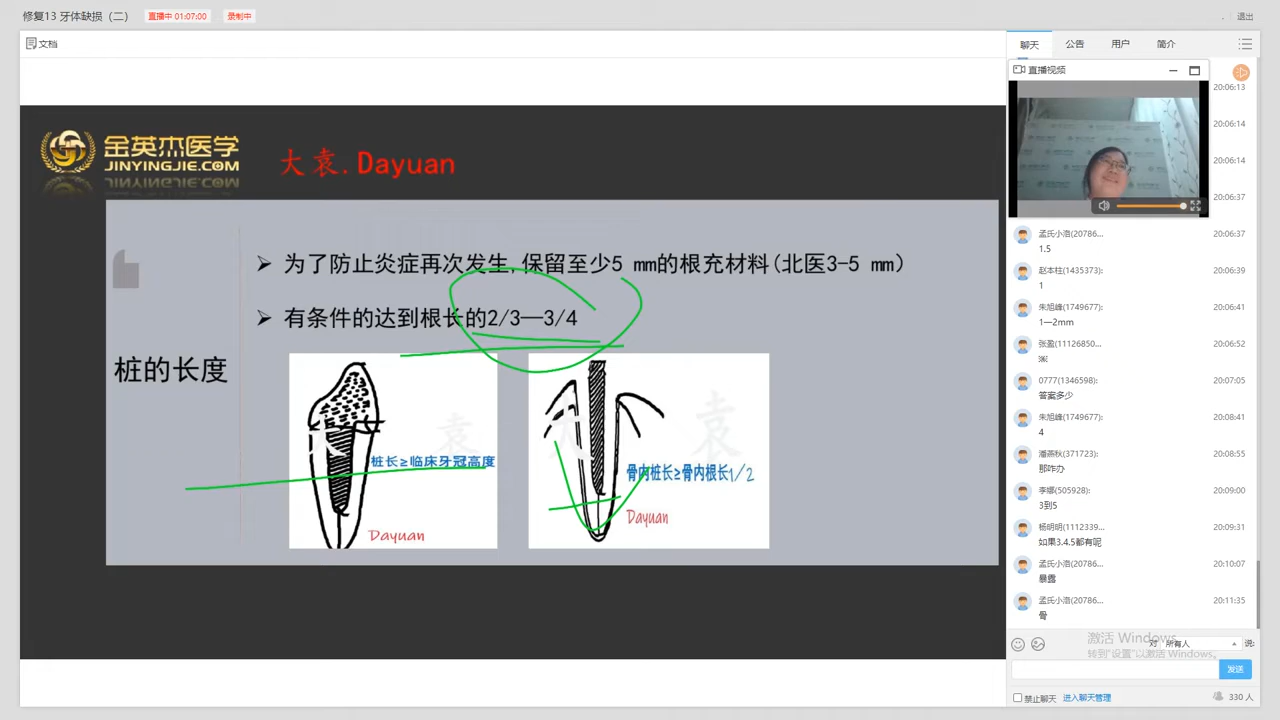 修复13 牙体缺损（二）
直播中 01:07:00
录制中
退出
文档
聊天
公告
用户
简介
金英杰医学
JINYINGJIE.COM
大袁.Dayuan
为了防止炎症再次发生,保留至少5 mm的根充材料(北医3-5 mm)
有条件的达到根长的2/3—3/4
桩的长度
桩长≥临床牙冠高度
Dayuan
袁
骨内桩长≥骨内根长1/2
Dayuan
大 袁
直播视频
20:06:13
20:06:14
20:06:14
20:06:37
孟氏小洛(20786... 20:06:37
1.5
赵本柱(1435373): 20:06:39
1
朱旭峰(1749677): 20:06:41
1—2mm
张盈(11126850... 20:06:52
※
0777(1346598): 20:07:05
答案多少
朱旭峰(1749677): 20:08:41
4
潘燕秋(371723): 20:08:55
那咋办
李娜(505928): 20:09:00
3到5
杨明明(1112339... 20:09:31
如果3.4.5都有呢
孟氏小洛(20786... 20:10:07
暴露
孟氏小洛(20786... 20:11:35
骨
激活 Windows
转到"设置"以激活 Windows。
对 所有人 说:
发送
禁止聊天 进入聊天管理
330 人